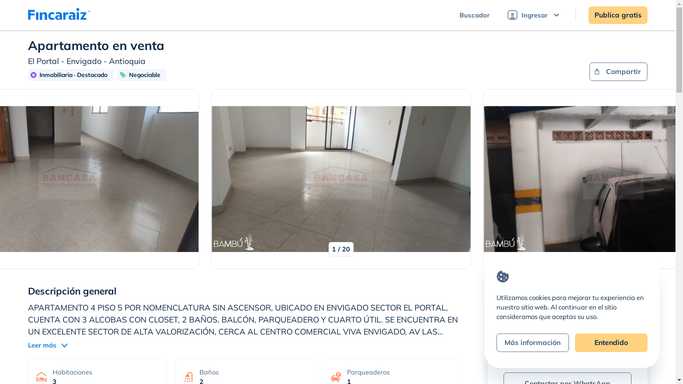 Fincaraiz
Buscador
Ingresar
Publica gratis
Apartamento en venta
El Portal - Envigado - Antioquia
Inmobiliaria - Destacado
Negociable
Compartir
BANCASA
BANCASA
BANCASA
BAMBÚ
1 / 20
BAMBÚ
Descripción general
APARTAMENTO 4 PISO 5 POR NOMENCLATURA SIN ASCENSOR, UBICADO EN ENVIGADO SECTOR EL PORTAL,
CUENTA CON 3 ALCOBAS CON CLOSET, 2 BAÑOS, BALCÓN, PARQUEADERO Y CUARTO ÚTIL. SE ENCUENTRA EN
UN EXCELENTE SECTOR DE ALTA VALORIZACIÓN, CERCA AL CENTRO COMERCIAL VIVA ENVIGADO, AV LAS...
Leer más
Habitaciones
3
Baños
2
Parqueaderos
1
Utilizamos cookies para mejorar tu experiencia en
nuestro sitio web. Al continuar en el sitio
consideramos que aceptas su uso.
Más información
Entendido
Contactar por WhatsApp